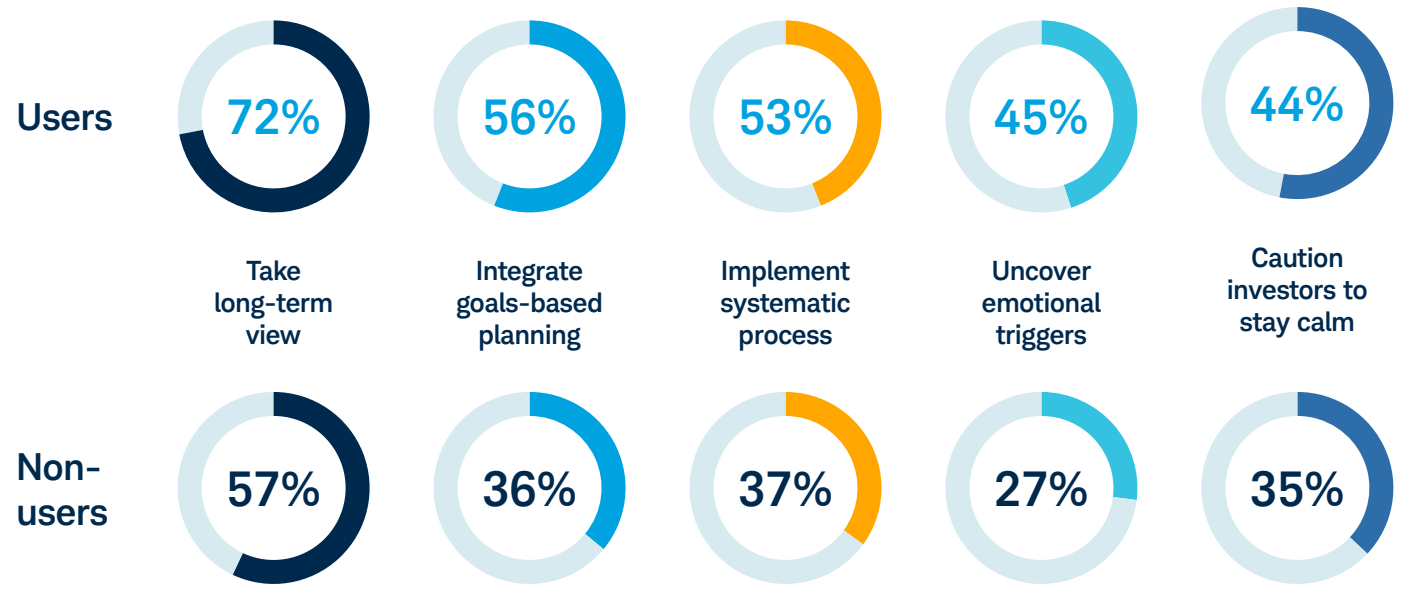 Users
72%
56%
53%
45%
44%
Take
long-term
view
Integrate
goals-based
planning
Implement
systematic
process
Uncover
emotional
triggers
Caution
investors to
stay calm
Non-
users
57%
36%
37%
27%
35%